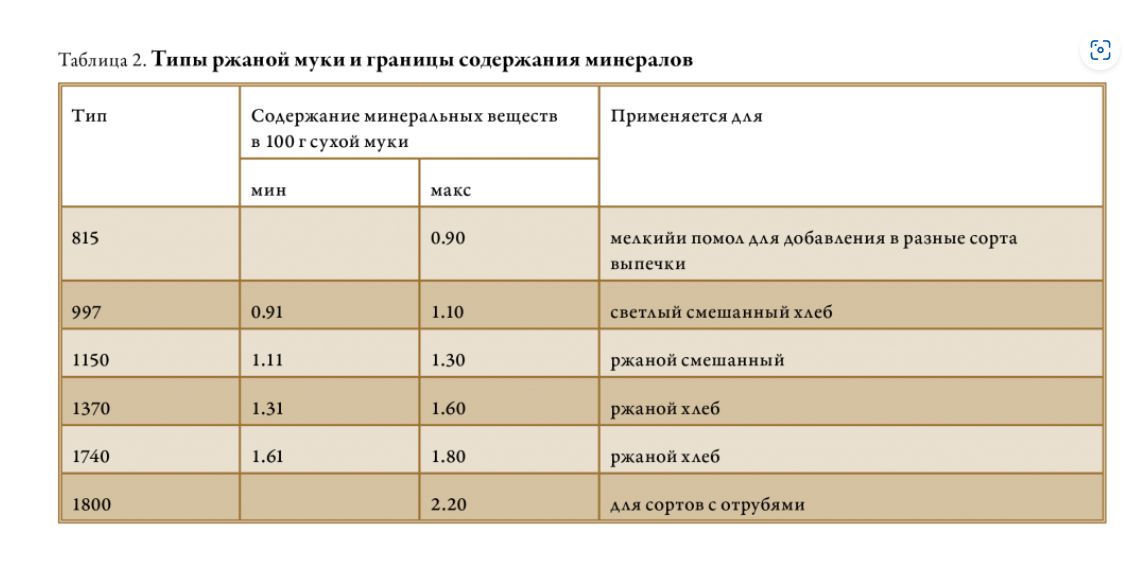 Таблица 2. Типы ржаной муки и границы содержания минералов
Тип
Содержание минеральных веществ
в 100 г сухой муки
Применяется для
мин
макс
815
0.90
мелкийи помол для добавления в разные сорта
выпечки
997
0.91
1.10
светлый смешанный хлеб
1150
1.11
1.30
ржаной смешанный
1370
1.31
1.60
ржаной хлеб
1740
1.61
1.80
ржаной хлеб
1800
2.20
для сортов с отрубями